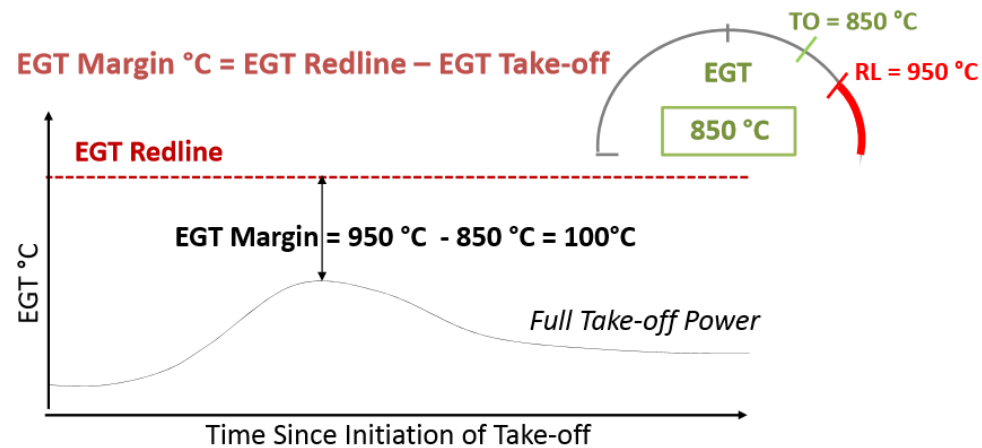 TO = 850 °C
EGT Margin °C = EGT Redline – EGT Take-off
EGT
RL = 950 °C
850 °C
EGT Redline
EGT Margin = 950 °C - 850 °C = 100°C
EGT °C
Full Take-off Power
Time Since Initiation of Take-off